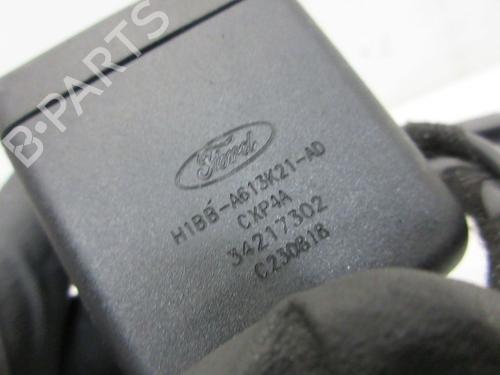 B-PARTS
Ford
H1BB-A613K21-AD
CXP4A
34217302
C230818